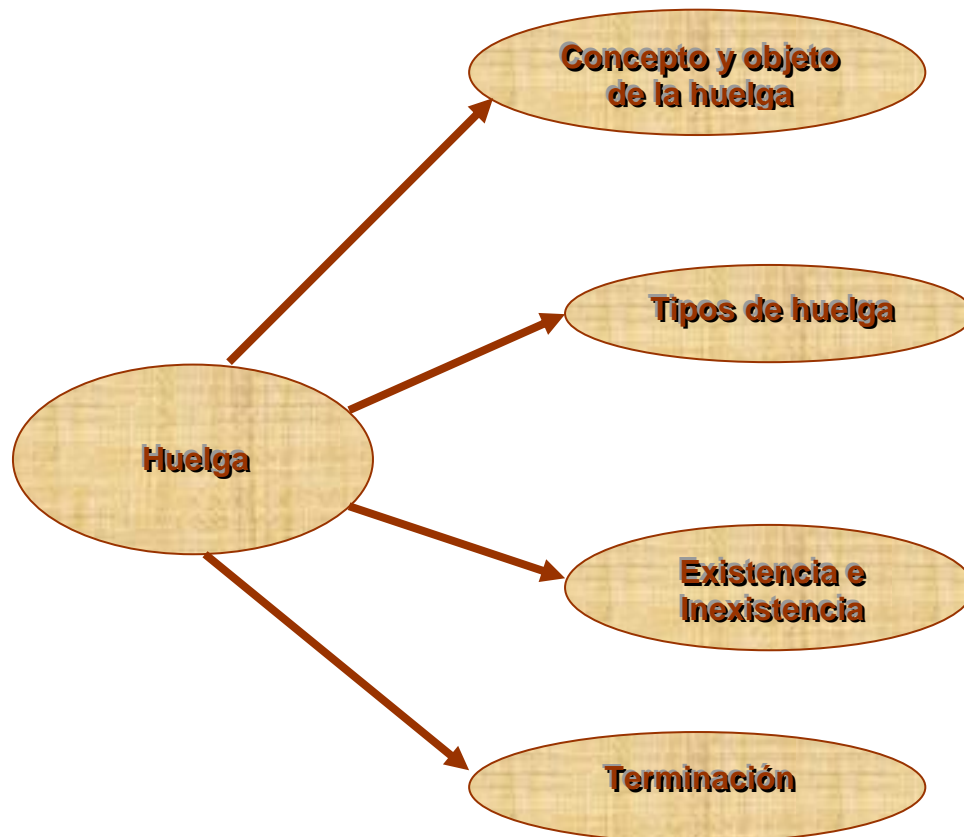 Concepto y objeto
de la huelga
Tipos de huelga
Huelga
Existencia e
Inexistencia
Terminación